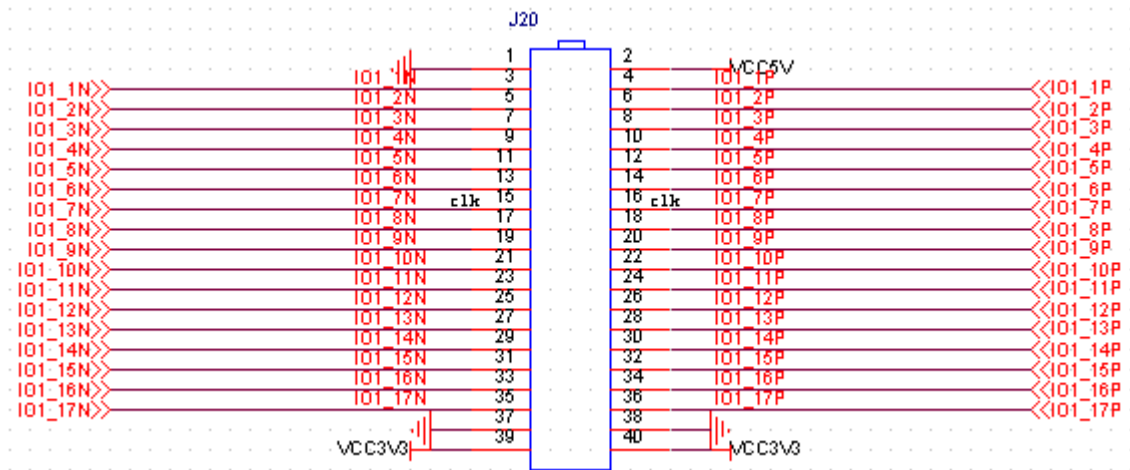 J20
1 2
VCC5V
IO1_1N 3 4 IO1_1P
IO1_1N IO1_1P
IO1_2N 5 6 IO1_2P
IO1_2N IO1_2P
IO1_3N 7 8 IO1_3P
IO1_3N IO1_3P
IO1_4N 9 10 IO1_4P
IO1_4N IO1_4P
IO1_5N 11 12 IO1_5P
IO1_5N IO1_5P
IO1_6N 13 14 IO1_6P
IO1_6N IO1_6P
IO1_7N clk 15 16 clk IO1_7P
IO1_7N IO1_7P
IO1_8N 17 18 IO1_8P
IO1_8N IO1_8P
IO1_9N 19 20 IO1_9P
IO1_9N IO1_9P
IO1_10N 21 22 IO1_10P
IO1_10N IO1_10P
IO1_11N 23 24 IO1_11P
IO1_11N IO1_11P
IO1_12N 25 26 IO1_12P
IO1_12N IO1_12P
IO1_13N 27 28 IO1_13P
IO1_13N IO1_13P
IO1_14N 29 30 IO1_14P
IO1_14N IO1_14P
IO1_15N 31 32 IO1_15P
IO1_15N IO1_15P
IO1_16N 33 34 IO1_16P
IO1_16N IO1_16P
IO1_17N 35 36 IO1_17P
IO1_17N IO1_17P
37 38
39 40
VCC3V3 VCC3V3